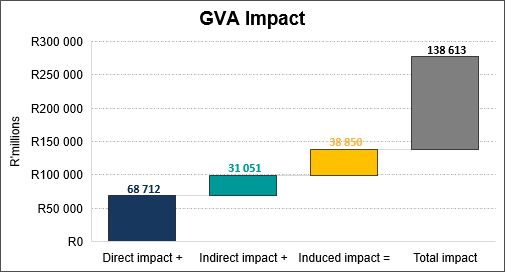 GVA Impact
R'millions
R300 000
R250 000
R200 000
R150 000
R100 000
R50 000
R0
68 712
31 051
38 850
138 613
Direct impact +
Indirect impact +
Induced impact =
Total impact